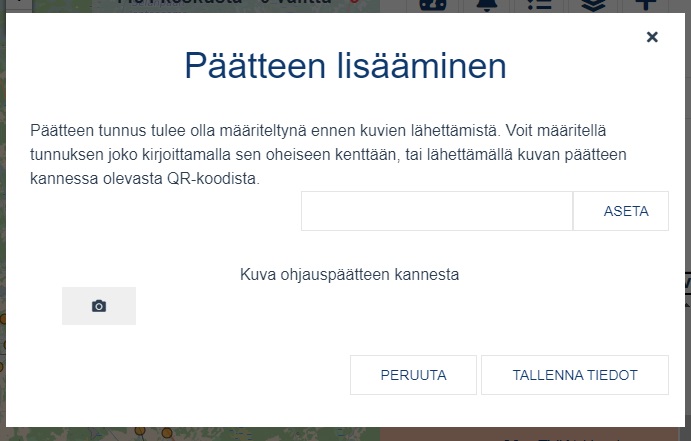 Päätteen lisääminen
Päätteen tunnus tulee olla määriteltynä ennen kuvien lähettämistä. Voit määritellä
tunnuksen joko kirjoittamalla sen oheiseen kenttään, tai lähettämällä kuvan päätteen
kannessa olevasta QR-koodista.
ASETA
Kuva ohjauspäätteen kannesta
PERUUTA
TALLENNA TIEDOT